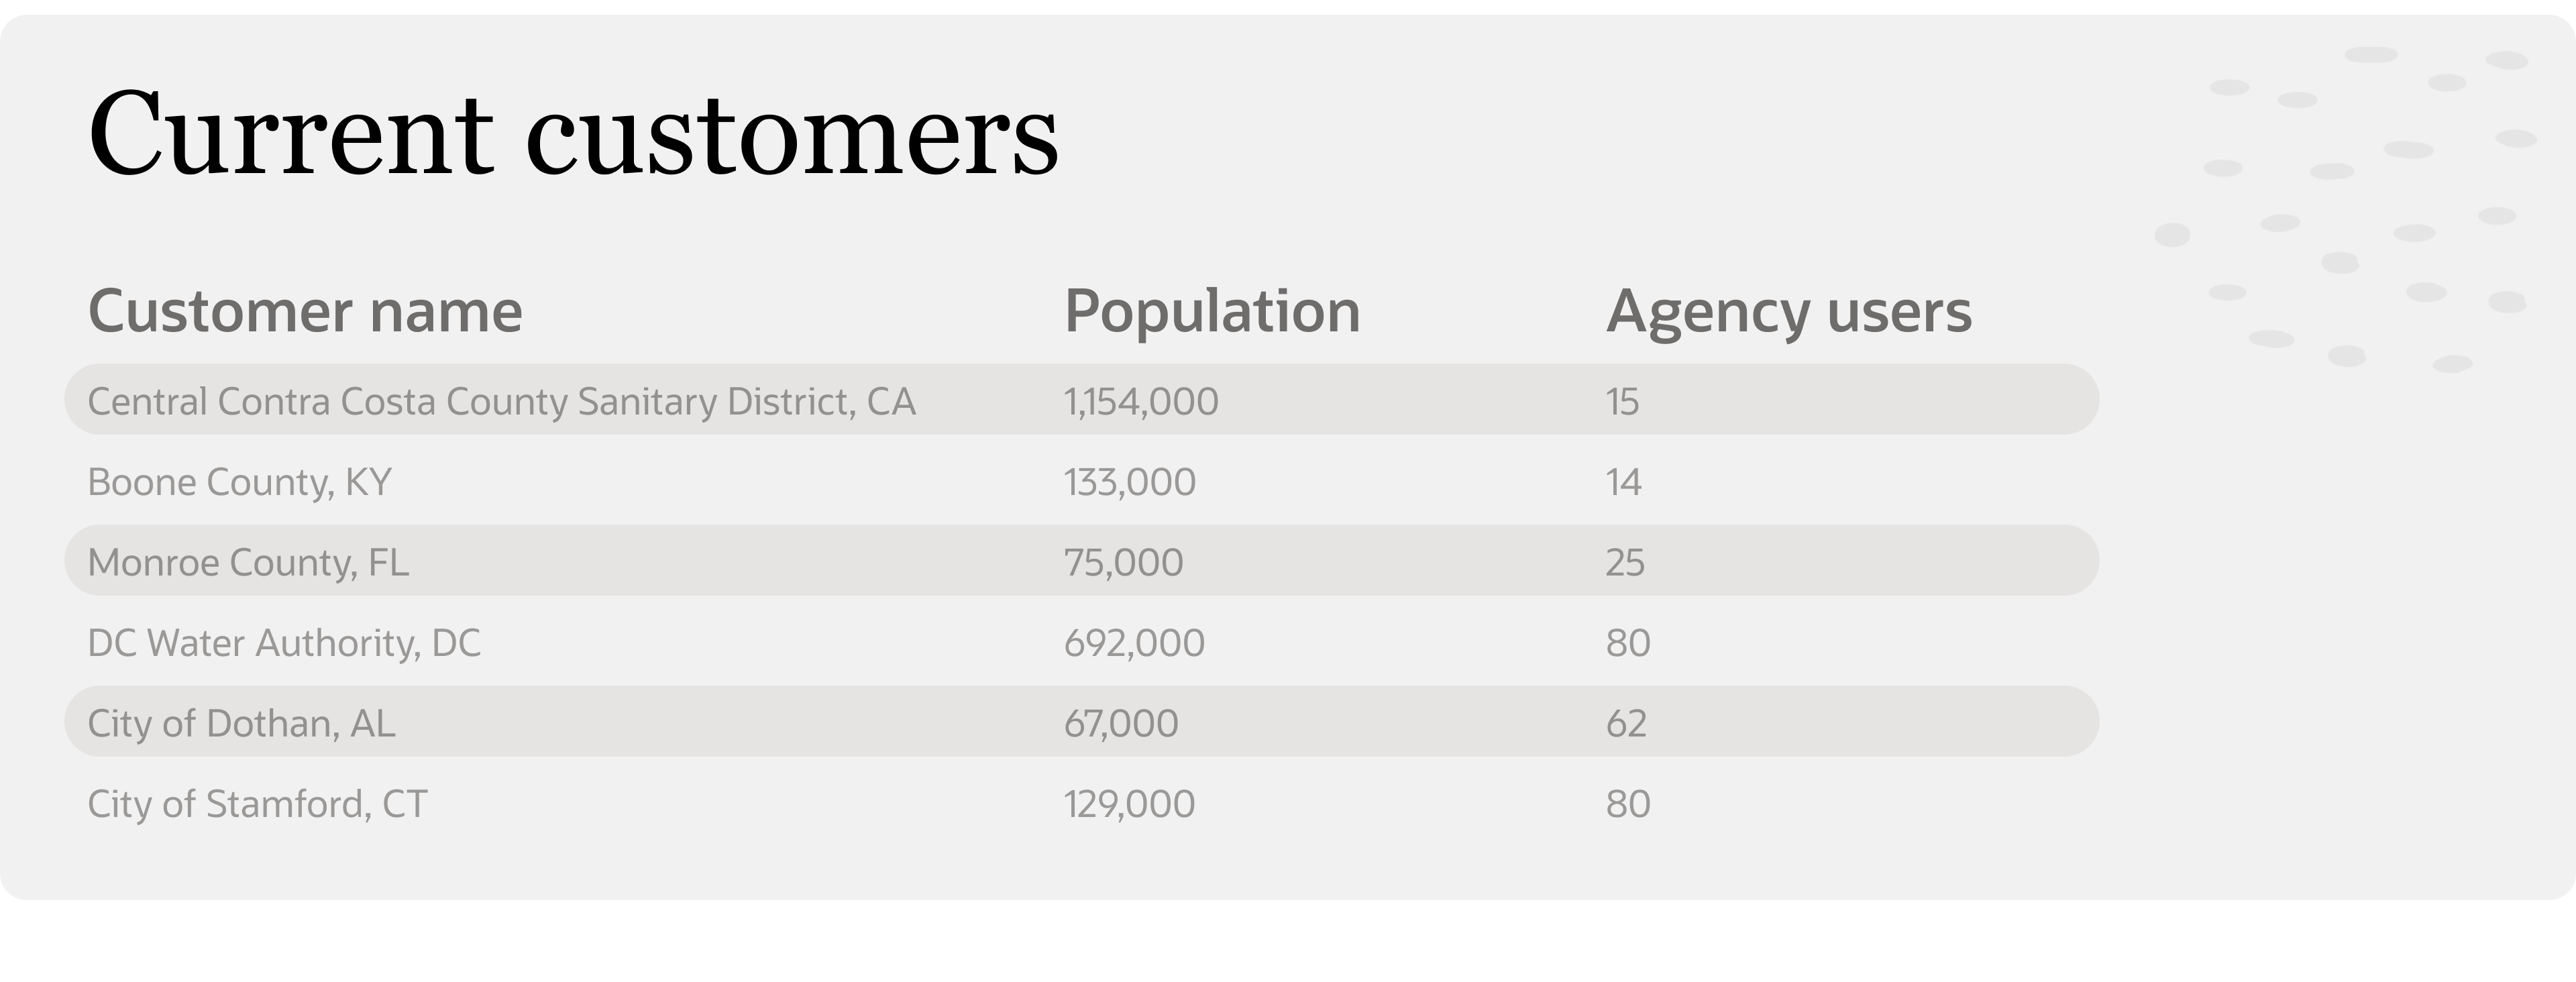 Current customers
Customer name Population Agency users
Central Contra Costa County Sanitary District, CA 1,154,000 15
Boone County, KY 133,000 14
Monroe County, FL 75,000 25
DC Water Authority, DC 692,000 80
City of Dothan, AL 67,000 62
City of Stamford, CT 129,000 80